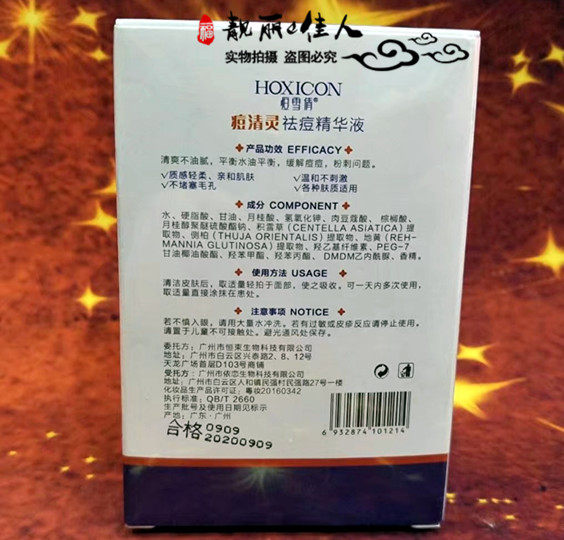 福 靓丽佳人
实物拍摄 盗图必究
HOXICON
怕雪俏®
痘清灵 祛痘精华液
产品功效 EFFICACY
清爽不油腻，平衡水油平衡，缓解痘痘，粉刺问题。
✓质感轻柔、亲和肌肤 ✓温和不刺激
✓不堵塞毛孔 ✓各种肤质适用
成分 COMPONENT
水、硬脂酸、甘油、月桂酸、氢氧化钾、肉豆蔻酸、棕榈酸、
月桂醇聚醚硫酸酯钠、积雪草（CENTELLA ASIATICA）提
取物、侧柏（THUJA ORIENTALIS）提取物、地黄（REH-
MANNIA GLUTINOSA）提取物、羟乙基纤维素、PEG-7
甘油椰油酸酯、羟苯甲酯、羟苯丙酯、DMDM乙内酰脲、香精。
使用方法 USAGE
清洁皮肤后，取适量轻拍于面部，使之吸收。可一天内多次使用，
取适量直接涂抹在患处。
注意事项 NOTICE
若不慎入眼，请用大量水冲洗。若有过敏或皮疹反应请停止使用。
请置于儿童不可接触处。避光通风处保存。
委托方：广州市恒束生物科技有限公司
地址：广州市白云区兴泰路2、8、12号
天龙广场首层D103号商铺
受托方：广州市依恋生物科技有限公司
地址：广州市白云区人和镇民强村民强路27号一楼
化妆品生产许可证：粤妆20160342
执行标准：QB/T 2660
生产批号及使用日期见标示
产地：广东·广州
合格 0909
20200909
6 932874 101214